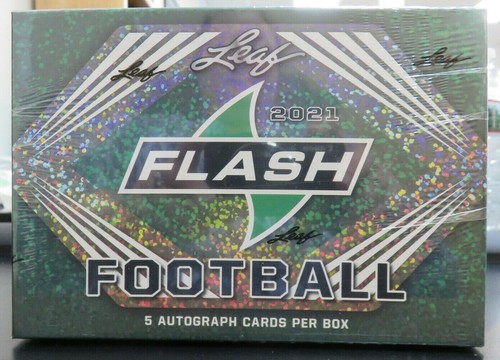 Leaf
Leaf
Leaf
2021
FLASH
Leaf
FOOTBALL
5 AUTOGRAPH CARDS PER BOX